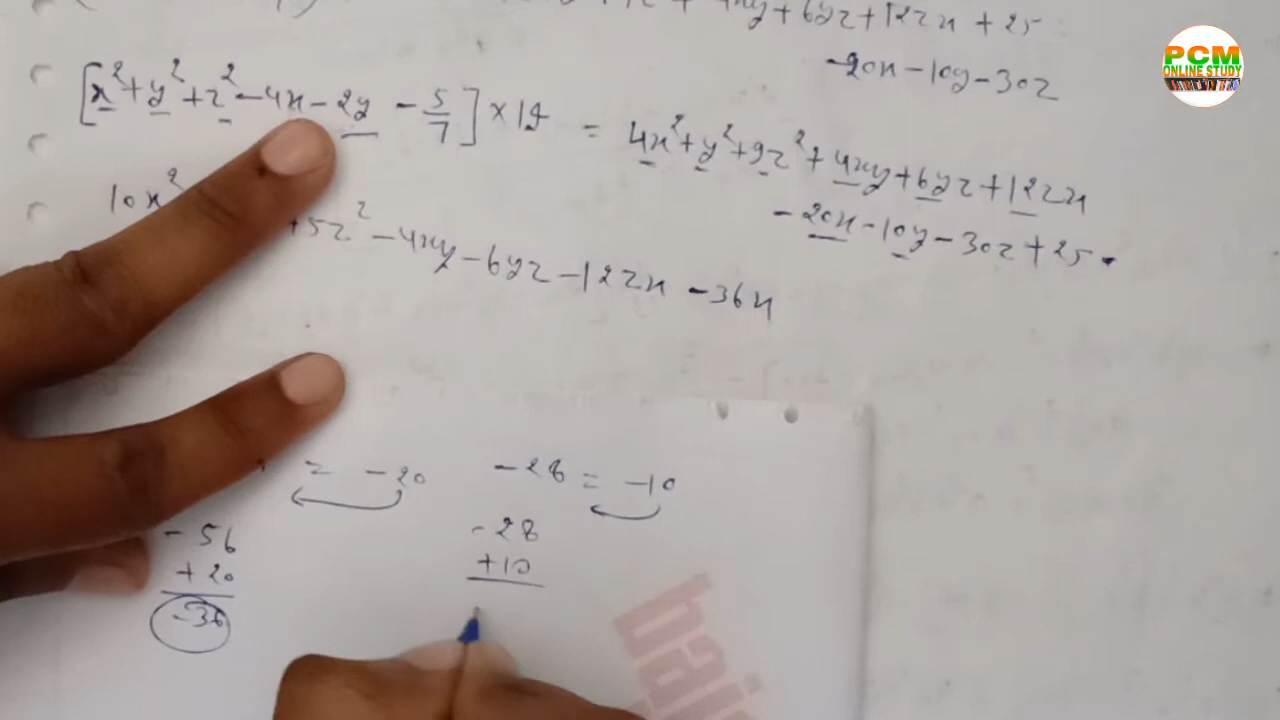 + 4xy + 6yz + 12zx + 25
- 20x - 10y - 30z
PCM
ONLINE STUDY
[x² + y² + z² - 4x - 2y - 5/7] × 14 = 4x² + y² + 9z² + 4xy + 6yz + 12zx
- 20x - 10y - 30z + 25
10x²
+ 5z² - 4xy - 6yz - 12zx - 36x
= -20
-28 = -10
- 56
+ 20
-36
- 28
+ 10